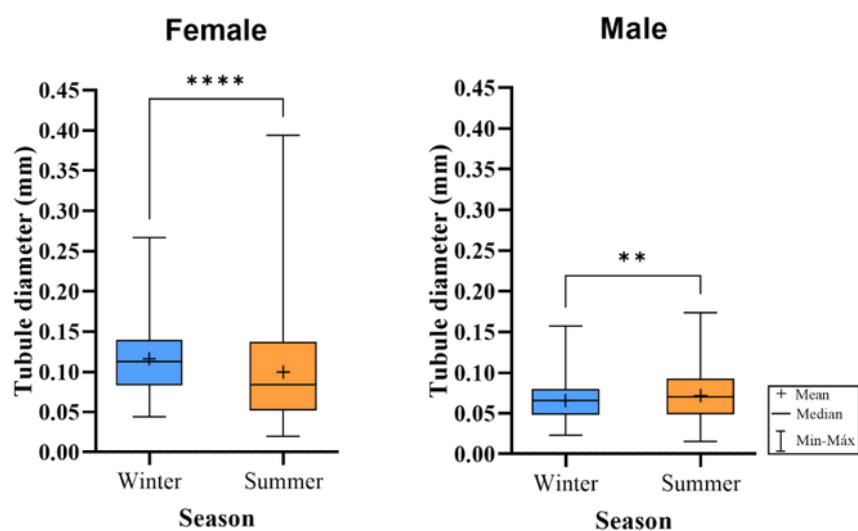 Female
****
0.45
0.40
0.35
0.30
0.25
0.20
0.15
0.10
0.05
0.00
Tubule diameter (mm)
Winter Summer
Season
Male
**
0.45
0.40
0.35
0.30
0.25
0.20
0.15
0.10
0.05
0.00
Tubule diameter (mm)
Winter Summer
Season
+ Mean
Median
Min-Máx